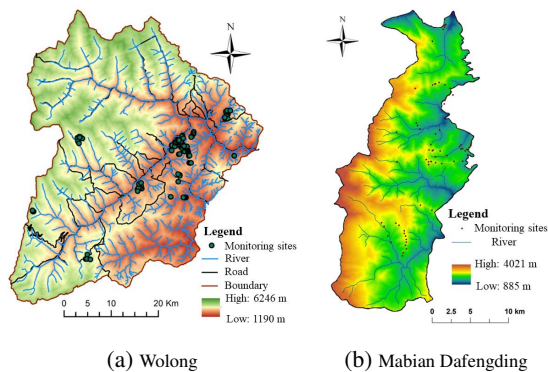 N
Legend
Monitoring sites
River
Road
Boundary
High: 6246 m
Low: 1190 m
0 5 10 20 Km
(a) Wolong
N
Legend
Monitoring sites
River
High: 4021 m
Low: 885 m
0 2.5 5 10 km
(b) Mabian Dafengding